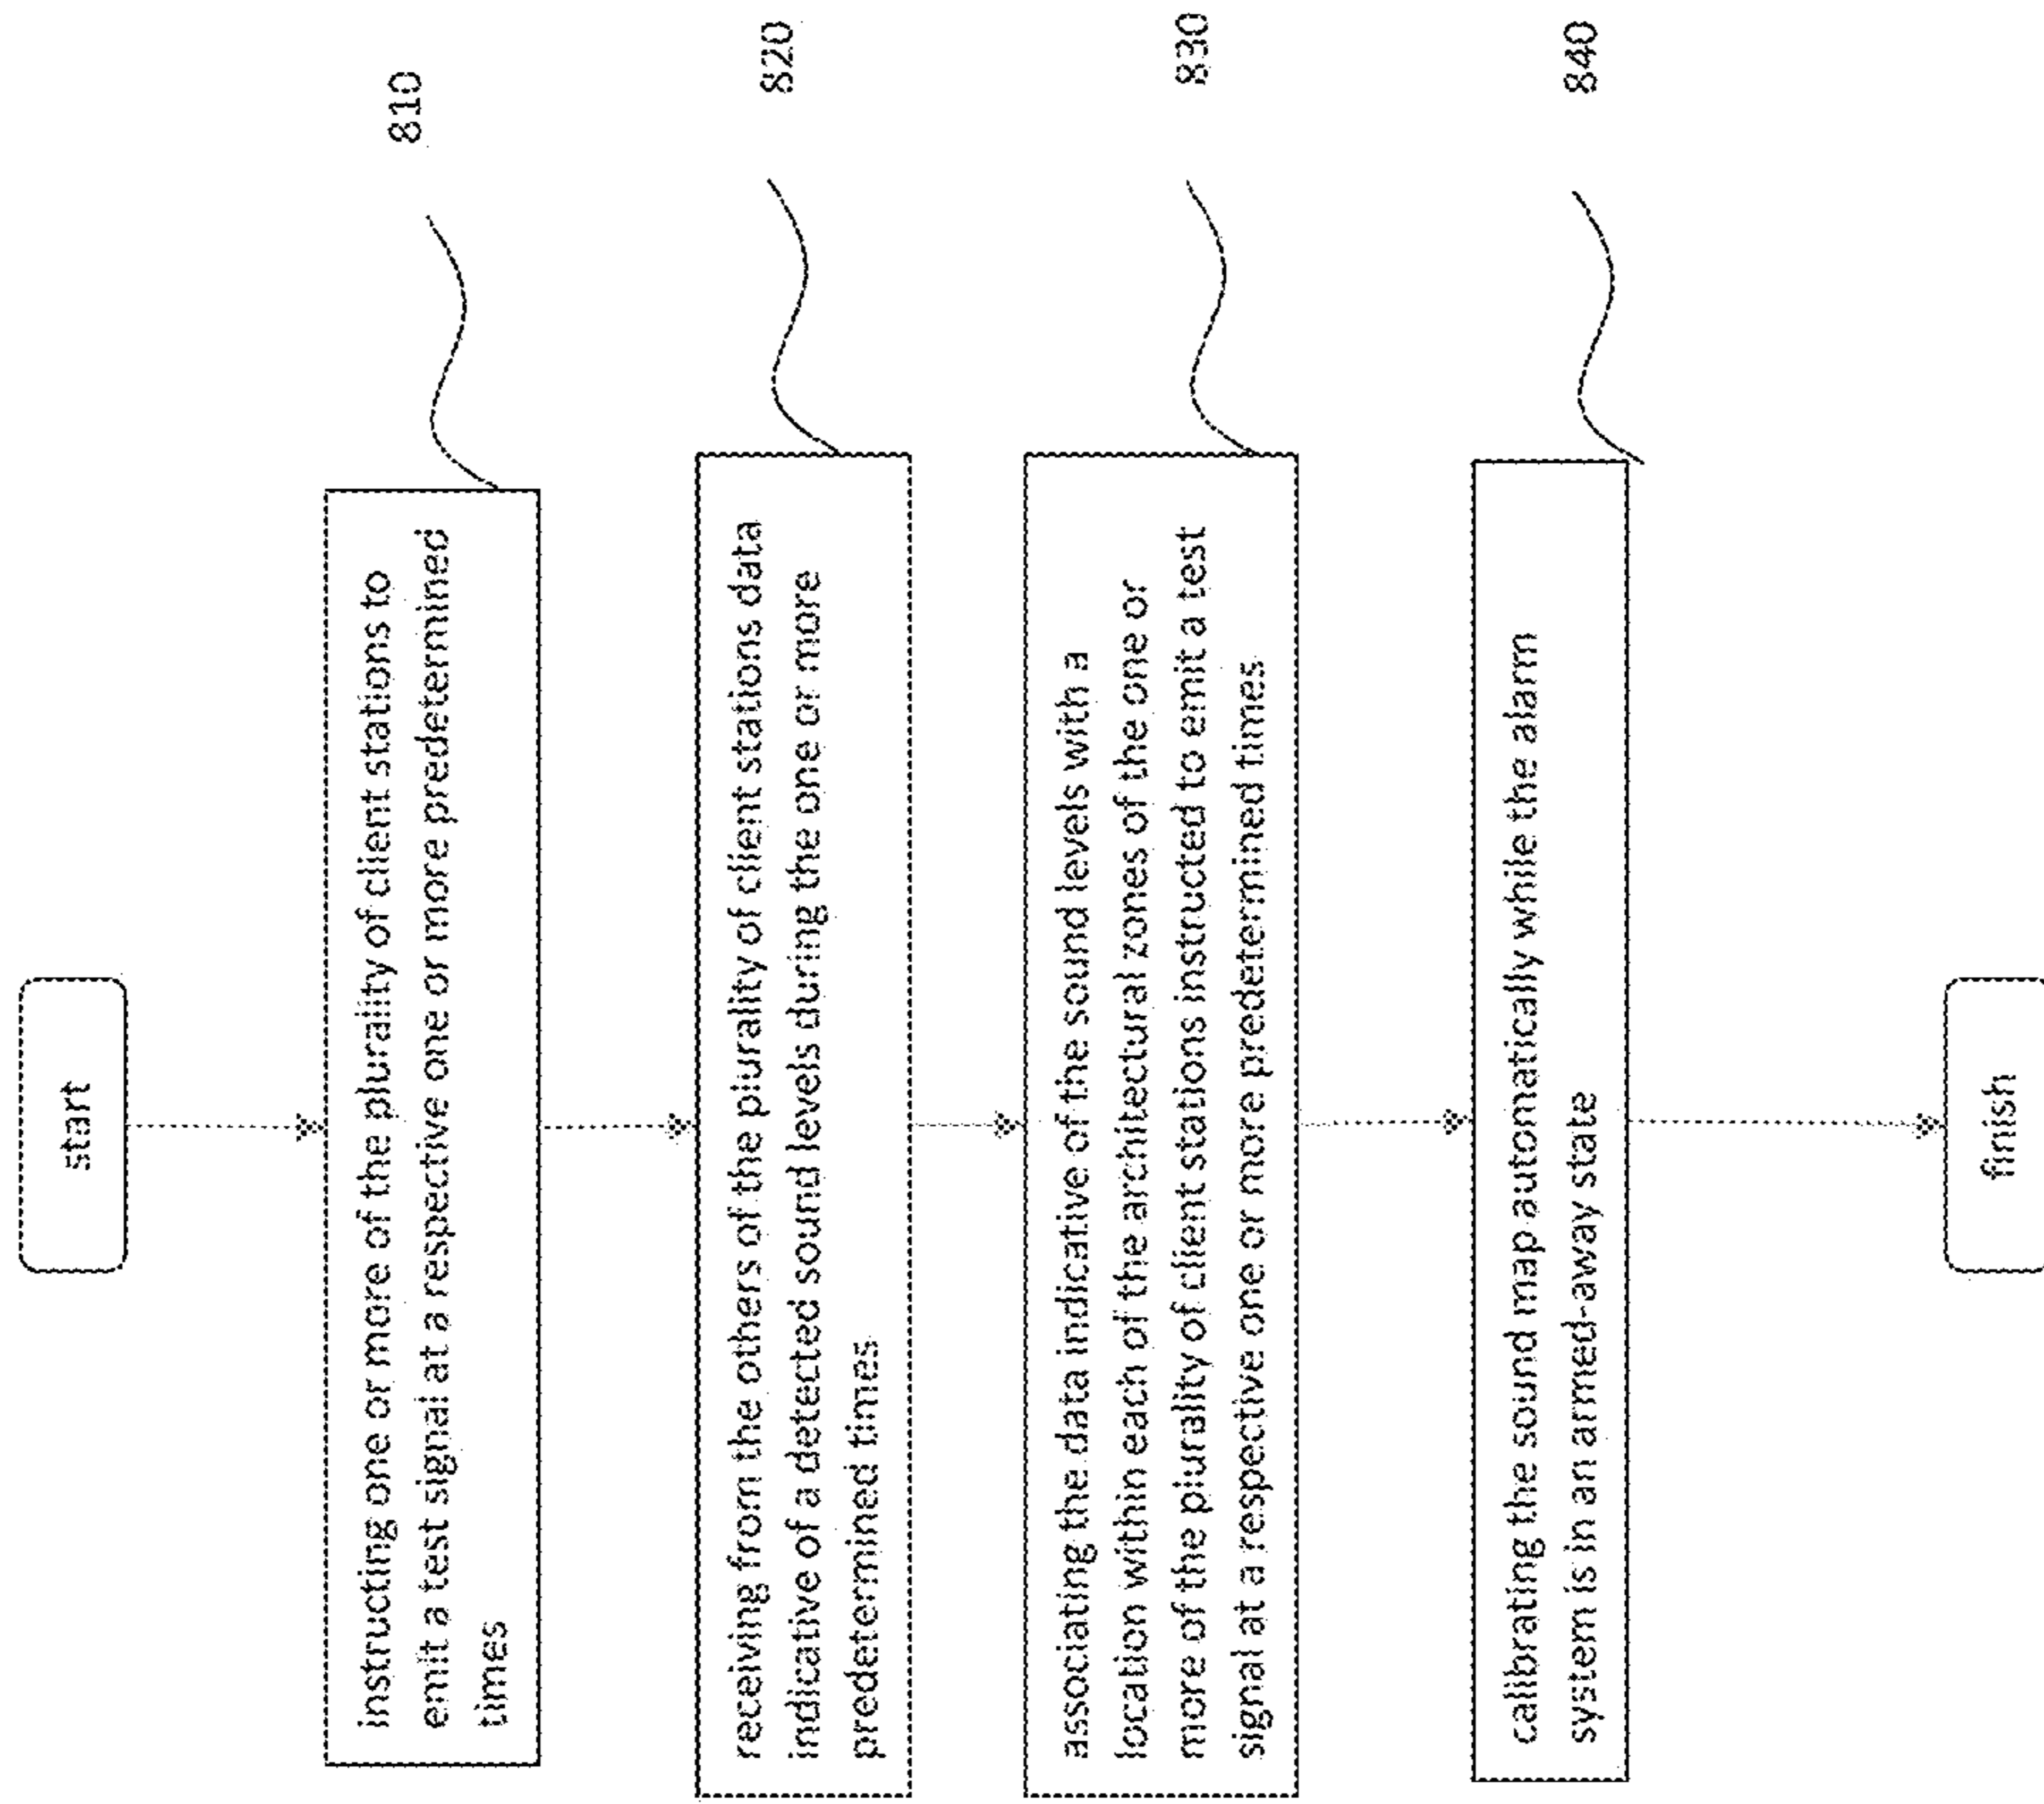 start
instructing one or more of the plurality of client stations to
emit a test signal at a respective one or more predetermined
times
810
receiving from the others of the plurality of client stations data
indicative of a detected sound levels during the one or more
predetermined times
820
associating the data indicative of the sound levels with a
location within each of the architectural zones of the one or
more of the plurality of client stations instructed to emit a test
signal at a respective one or more predetermined times
830
calibrating the sound map automatically while the alarm
system is in an armed-away state
840
finish